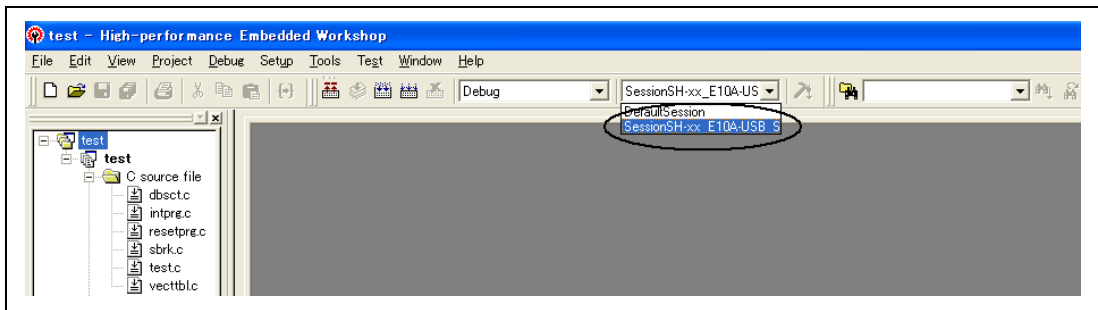 test - High-performance Embedded Workshop
File Edit View Project Debug Setup Tools Test Window Help
Debug SessionSH-xx_E10A-US
DefaultSession
SessionSH-xx_E10A-USB_S
test
test
C source file
dbsct.c
intprg.c
resetprg.c
sbrk.c
test.c
vecttbl.c